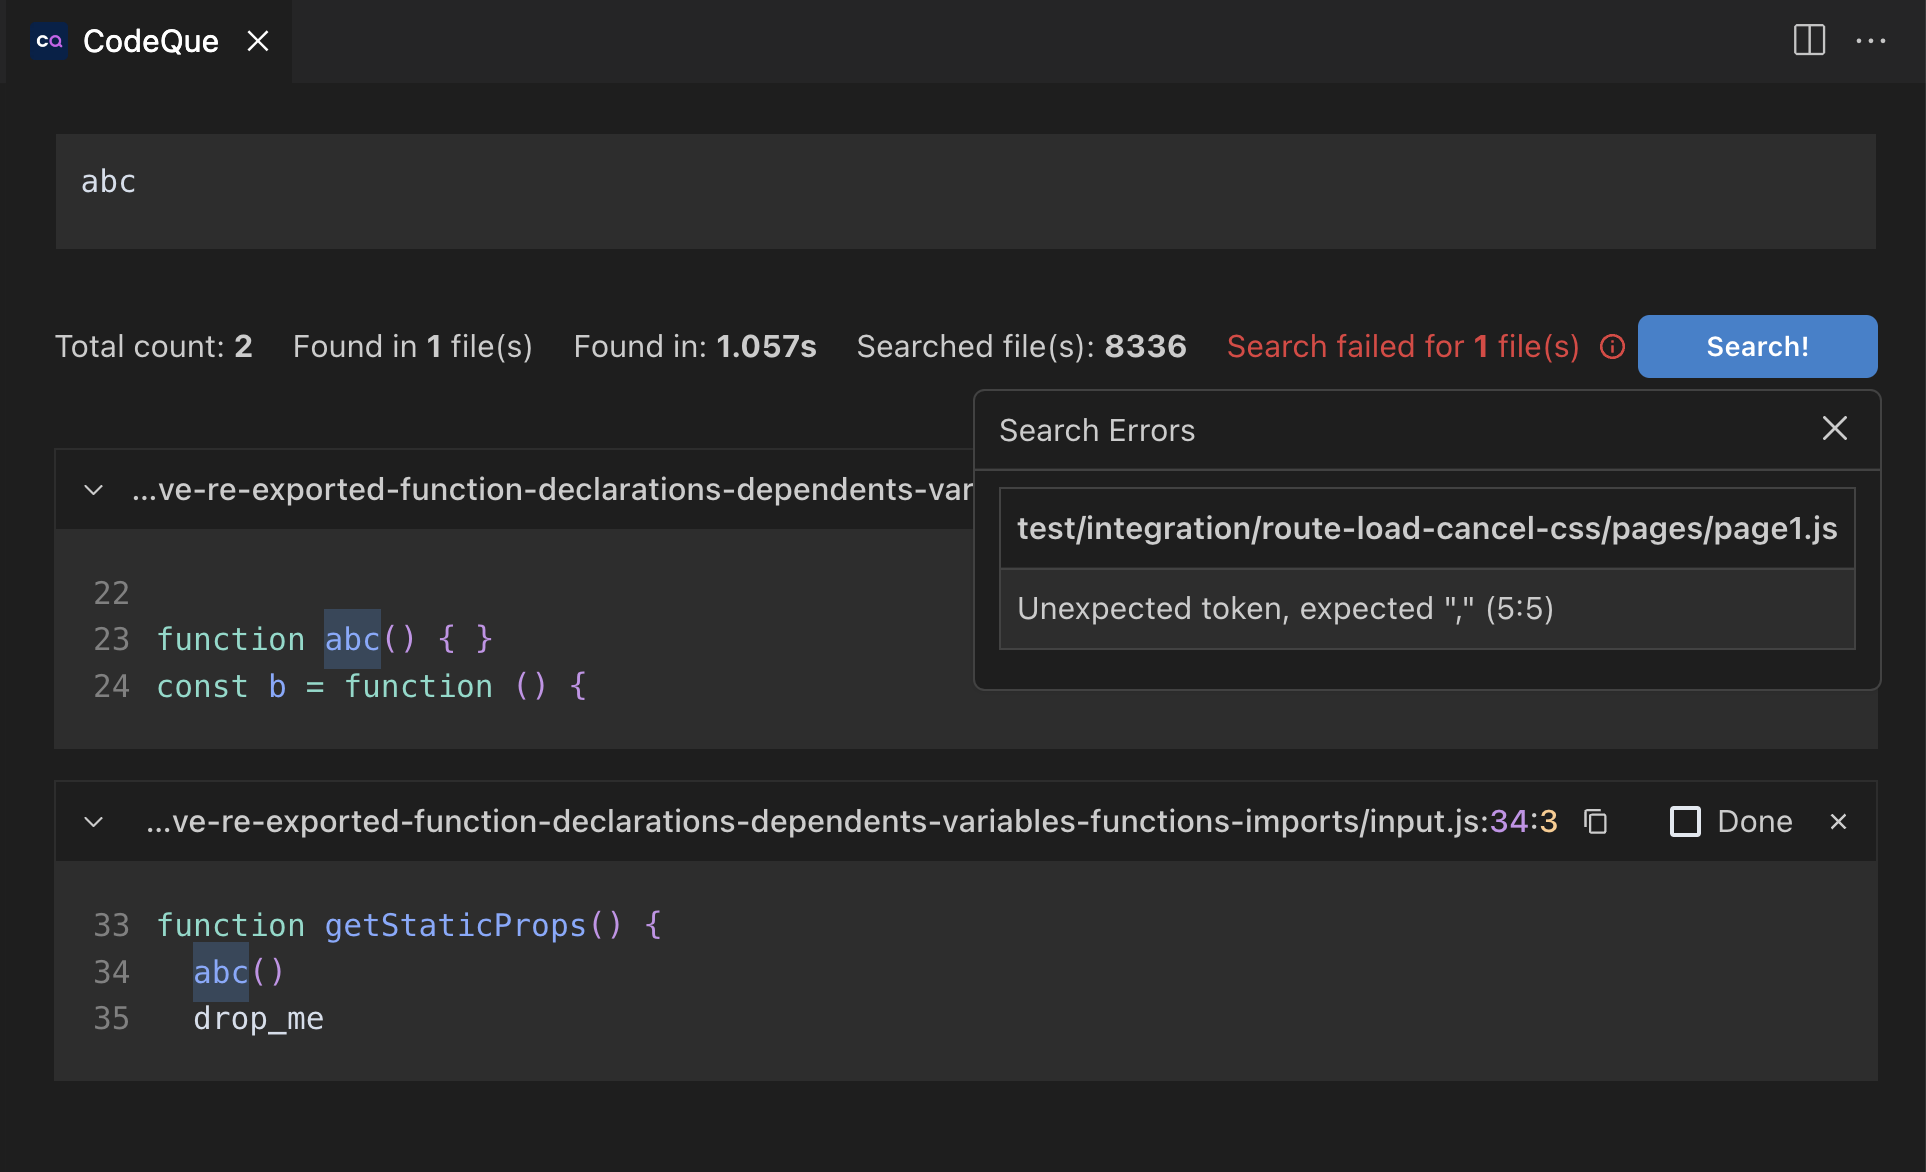 CQ CodeQue
abc
Total count: 2 Found in 1 file(s) Found in: 1.057s Searched file(s): 8336 Search failed for 1 file(s) Search!
Search Errors
test/integration/route-load-cancel-css/pages/page1.js
Unexpected token, expected "," (5:5)
...ve-re-exported-function-declarations-dependents-var
22
23 function abc() { }
24 const b = function () {
...ve-re-exported-function-declarations-dependents-variables-functions-imports/input.js:34:3 Done
33 function getStaticProps() {
34 abc()
35 drop_me